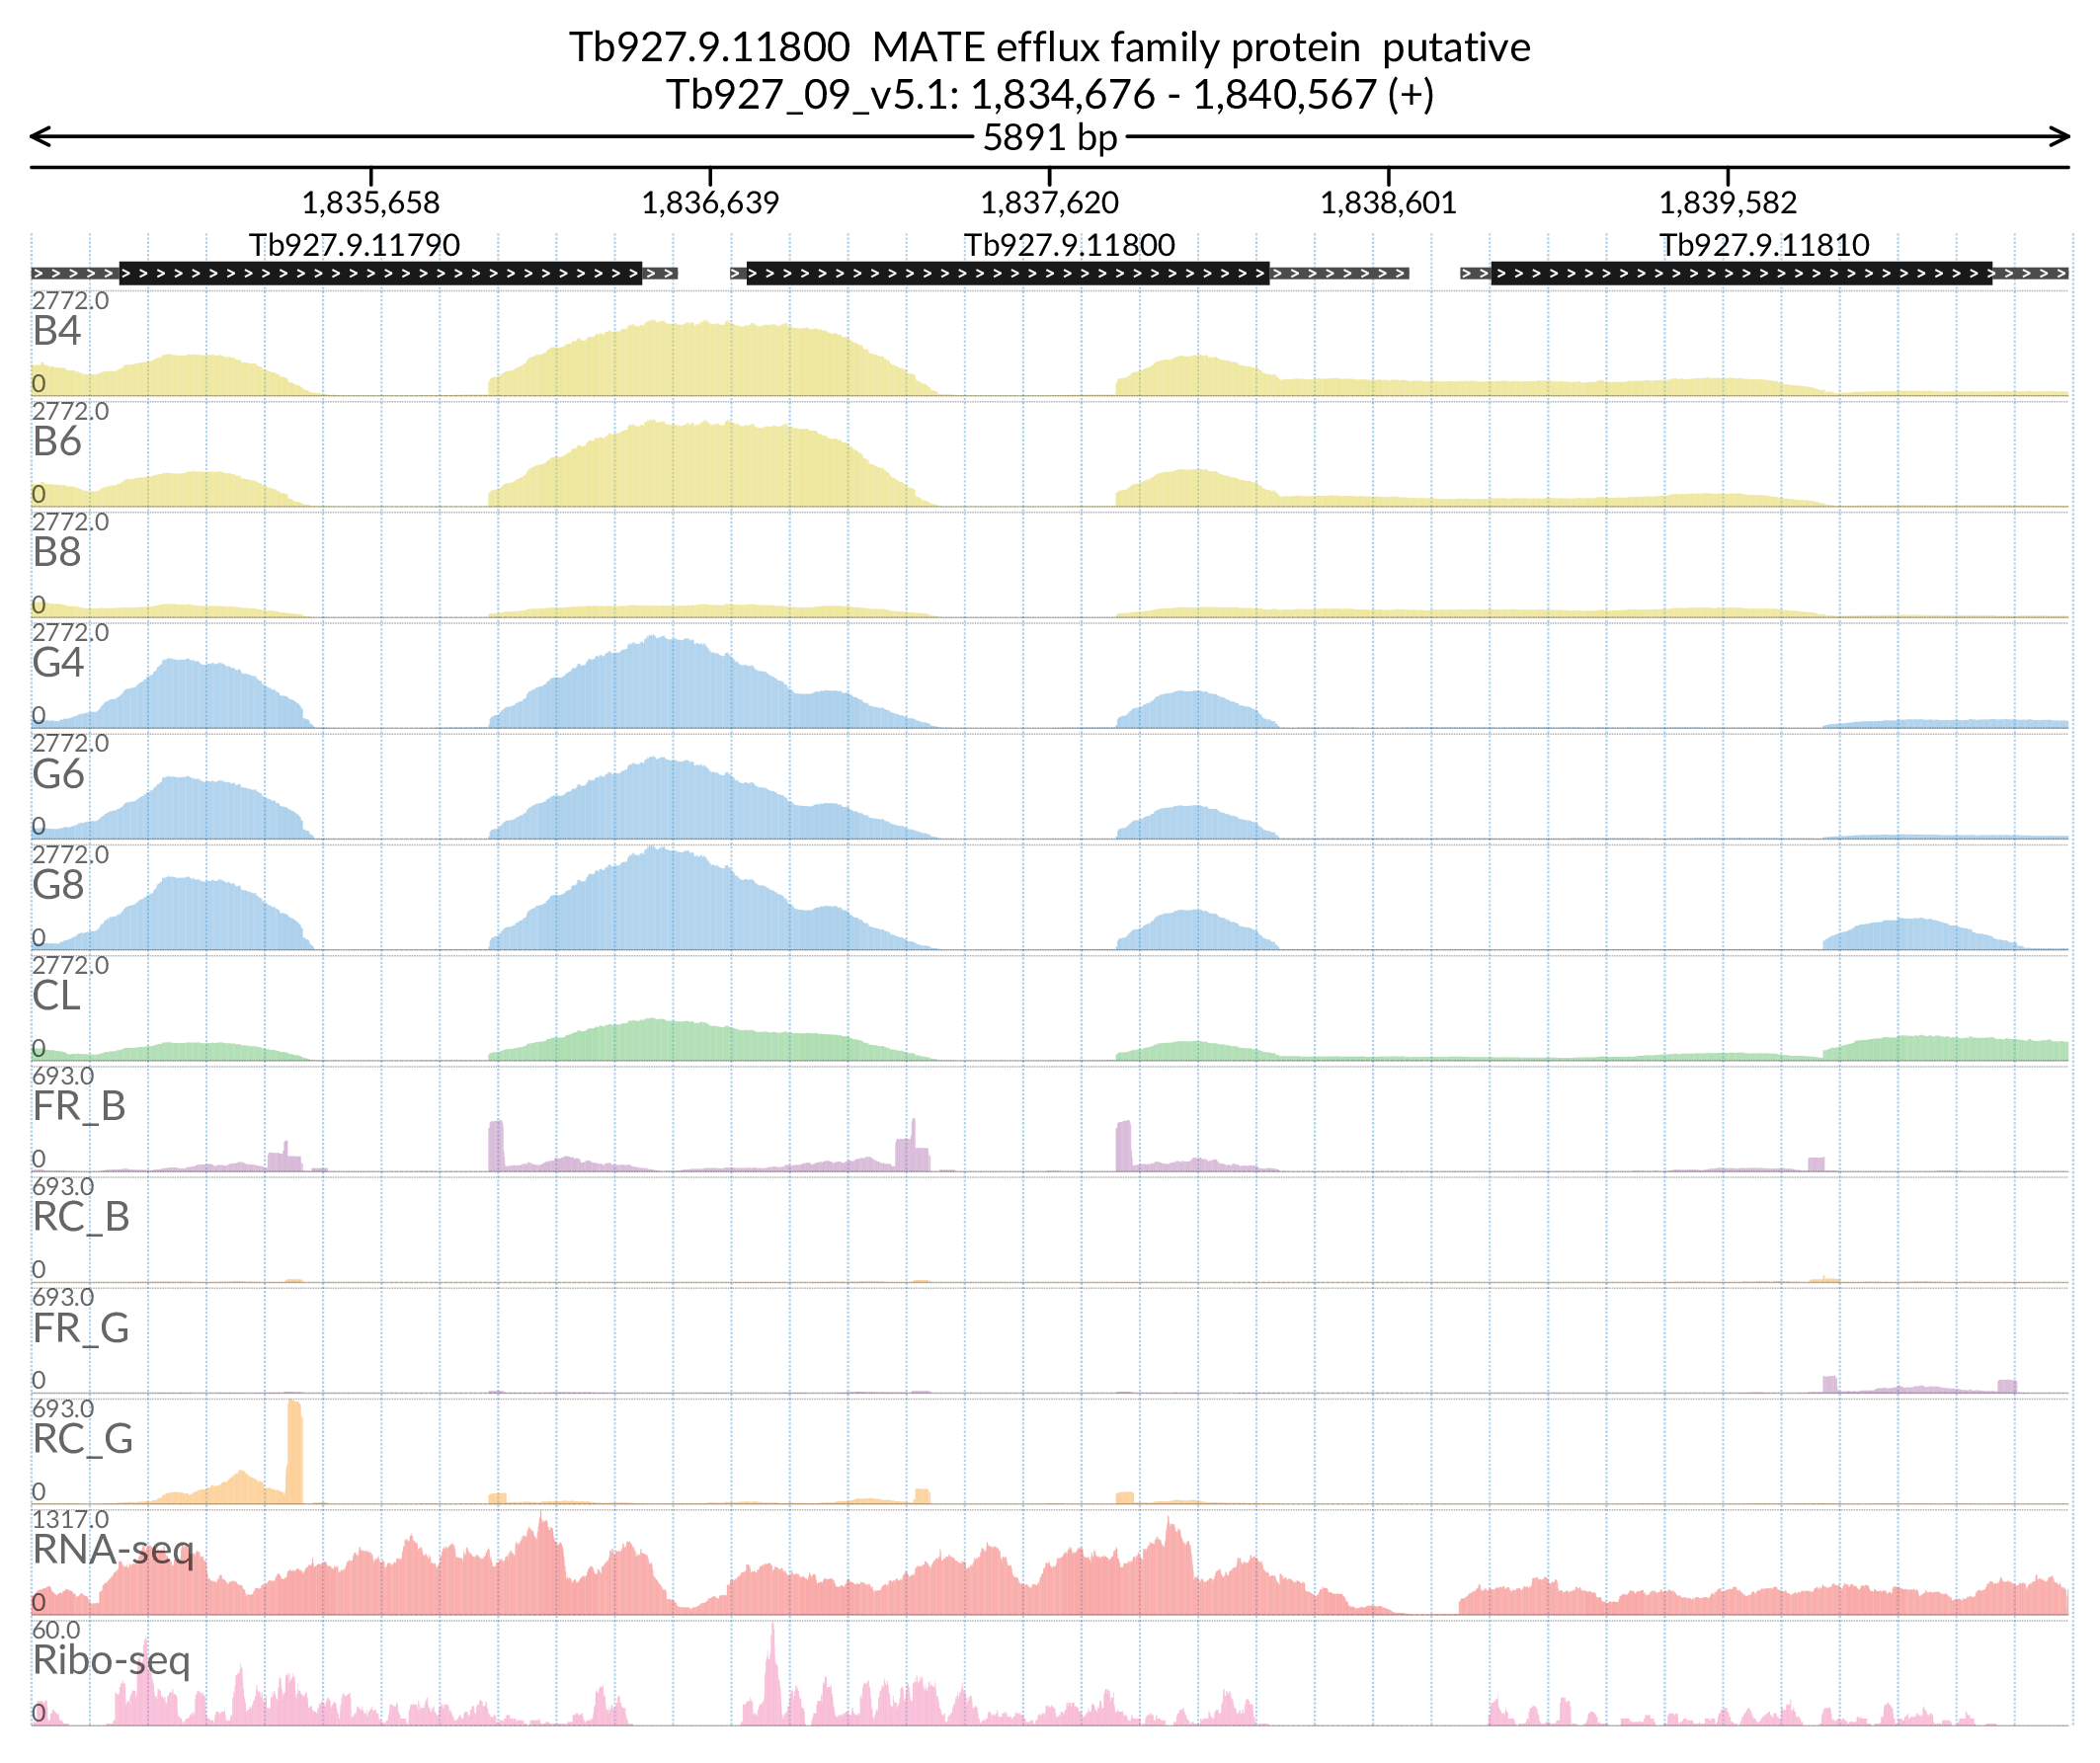 Tb927.9.11800  MATE efflux family protein  putative
Tb927_09_v5.1: 1,834,676 - 1,840,567 (+)
5891 bp
1,835,658 1,836,639 1,837,620 1,838,601 1,839,582
Tb927.9.11790 Tb927.9.11800 Tb927.9.11810
2772.0
B4
0
2772.0
B6
0
2772.0
B8
0
2772.0
G4
0
2772.0
G6
0
2772.0
G8
0
2772.0
CL
0
693.0
FR_B
0
693.0
RC_B
0
693.0
FR_G
0
693.0
RC_G
0
1317.0
RNA-seq
0
60.0
Ribo-seq
0